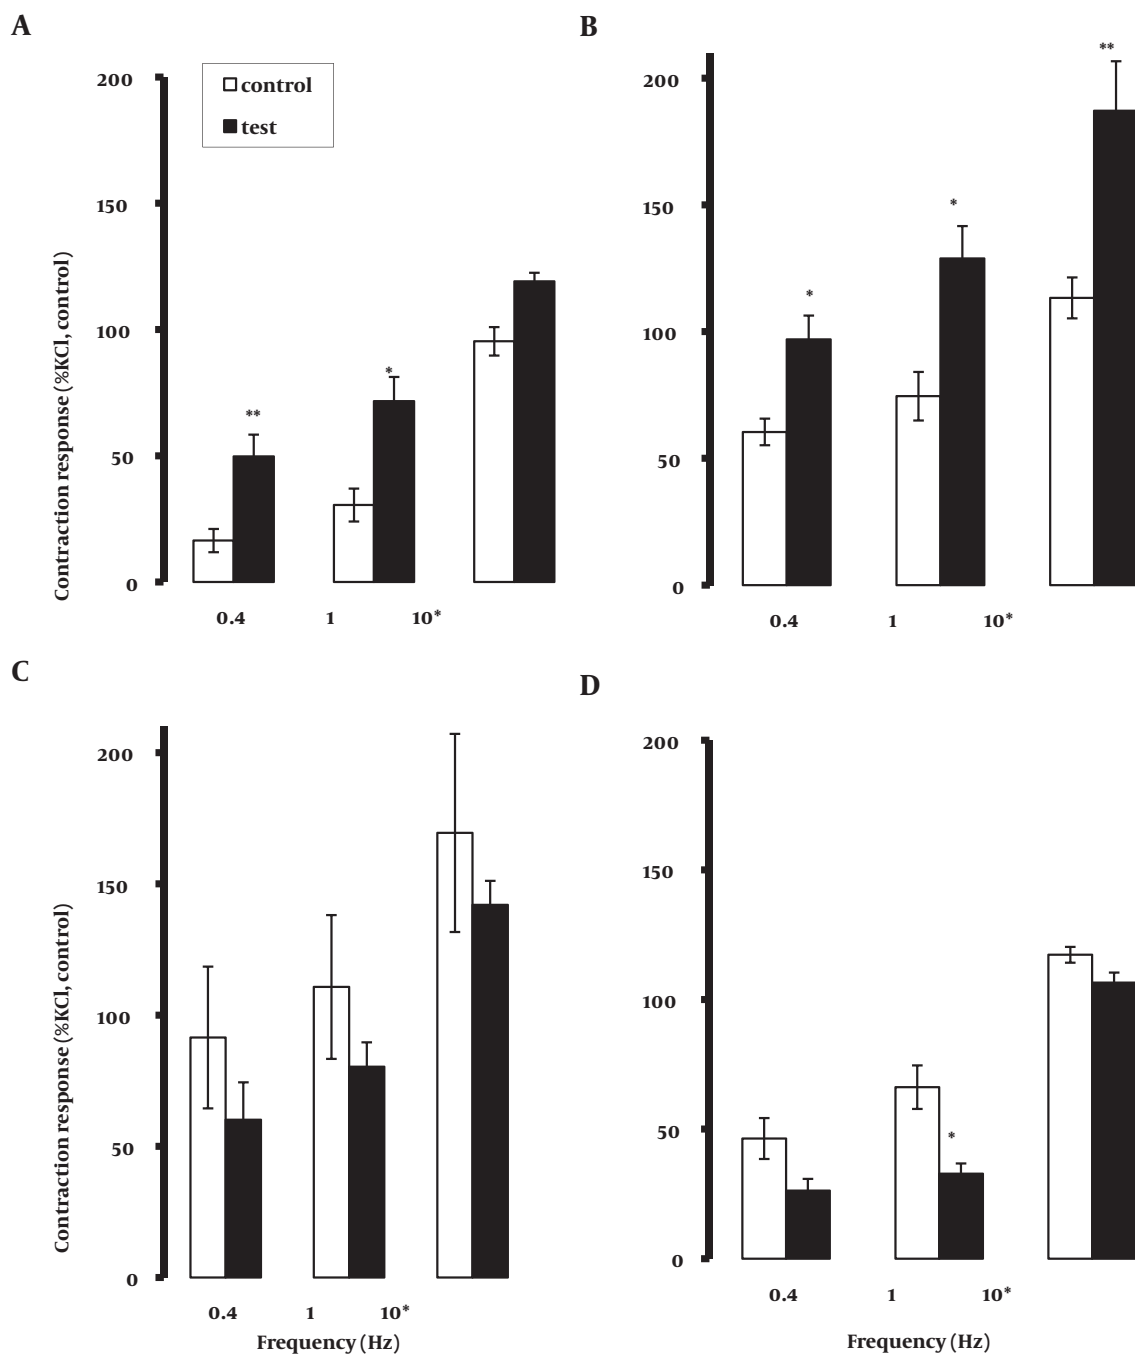 A
200
control
test
150
100
50
0
Contraction response (%KCl, control)
**
*
0.4 1 10*
B
200
150
100
50
0
*
*
**
0.4 1 10*
C
200
150
100
50
0
Contraction response (%KCl, control)
0.4 1 10*
Frequency (Hz)
D
200
150
100
50
0
*
0.4 1 10*
Frequency (Hz)